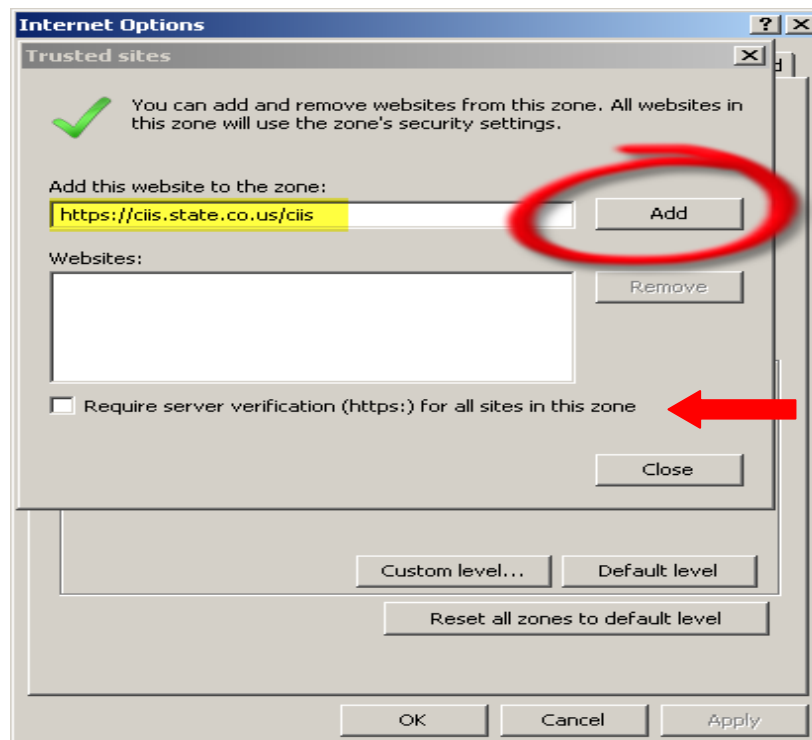 Internet Options
Trusted sites
You can add and remove websites from this zone. All websites in
this zone will use the zone's security settings.
Add this website to the zone:
https://ciis.state.co.us/ciis
Add
Websites:
Remove
Require server verification (https:) for all sites in this zone
Close
Custom level...
Default level
Reset all zones to default level
OK
Cancel
Apply